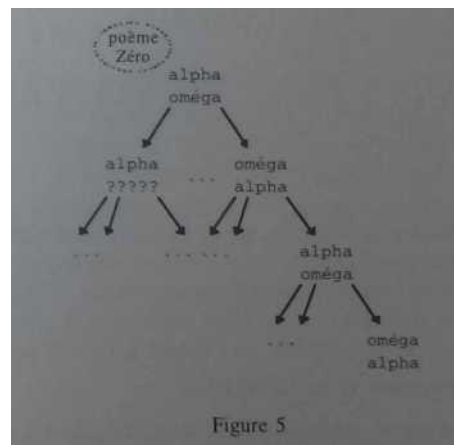 poème
Zéro
alpha
oméga
alpha
?????
...
oméga
alpha
...
... ...
alpha
oméga
...
oméga
alpha
Figure 5